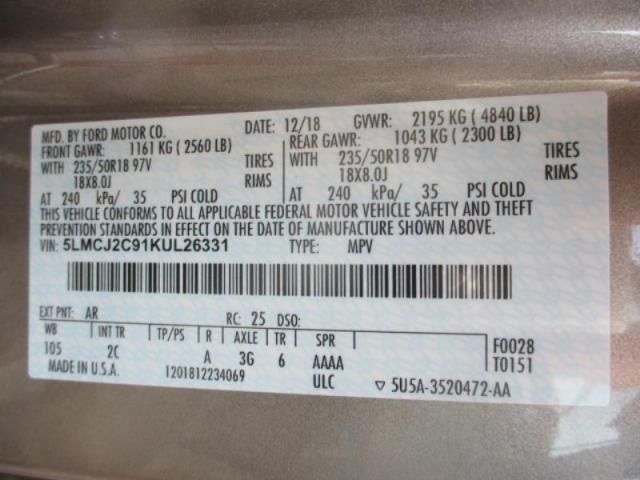 MFD. BY FORD MOTOR CO. DATE: 12/18 GVWR: 2195 KG ( 4840 LB)
FRONT GAWR: 1161 KG ( 2560 LB) REAR GAWR: 1043 KG ( 2300 LB)
WITH 235/50R18 97V TIRES WITH 235/50R18 97V TIRES
18X8.0J RIMS 18X8.0J RIMS
AT 240 kPa/ 35 PSI COLD AT 240 kPa/ 35 PSI COLD
THIS VEHICLE CONFORMS TO ALL APPLICABLE FEDERAL MOTOR VEHICLE SAFETY AND THEFT
PREVENTION STANDARDS IN EFFECT ON THE DATE OF MANUFACTURE SHOWN ABOVE.
VIN: 5LMCJ2C91KUL26331 TYPE: MPV
EXT PNT: AR RC: 25 DSO:
WB INT TR TP/PS R AXLE TR SPR F0028
105 2C A 3G 6 AAAA T0151
MADE IN U.S.A. 1201812234069 ULC ▽ 5U5A-3520472-AA